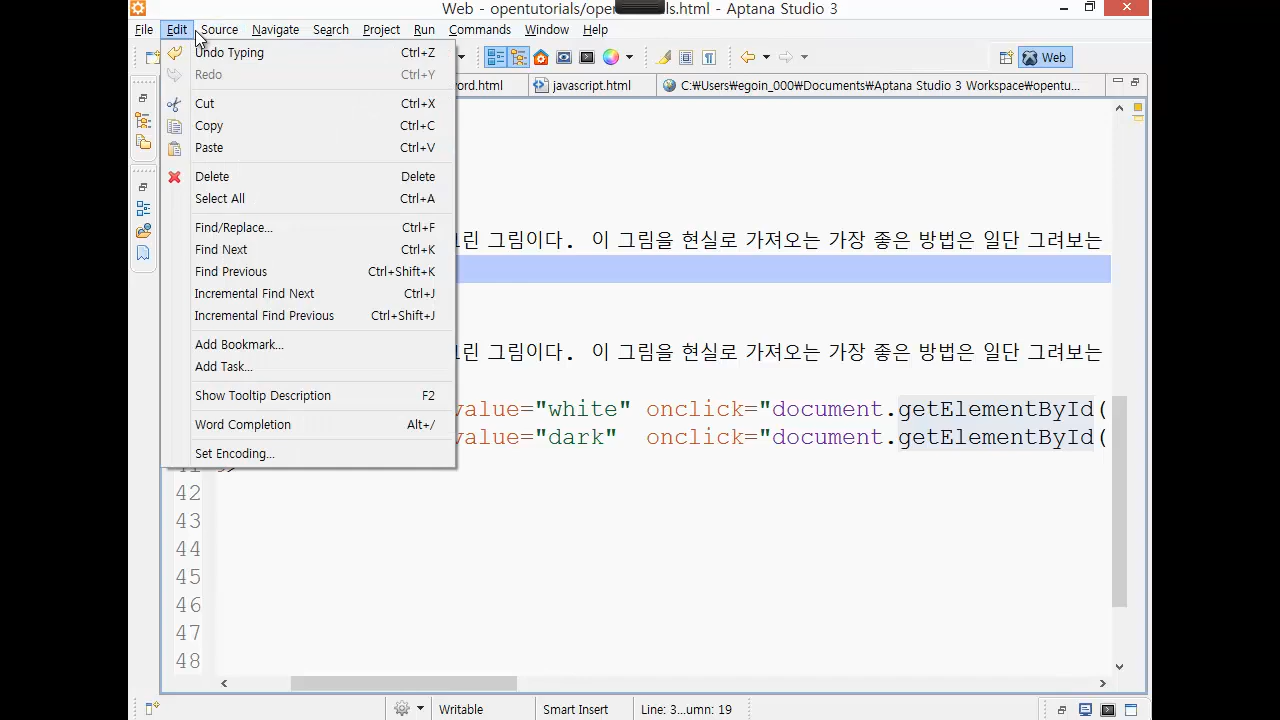 Web - opentutorials/open ls.html - Aptana Studio 3
File Edit Source Navigate Search Project Run Commands Window Help
Web
ord.html javascript.html C:\Users\egoin_000\Documents\Aptana Studio 3 Workspace\opentu...
Undo Typing Ctrl+Z
Redo Ctrl+Y
Cut Ctrl+X
Copy Ctrl+C
Paste Ctrl+V
Delete Delete
Select All Ctrl+A
Find/Replace... Ctrl+F
Find Next Ctrl+K
Find Previous Ctrl+Shift+K
Incremental Find Next Ctrl+J
Incremental Find Previous Ctrl+Shift+J
Add Bookmark...
Add Task...
Show Tooltip Description F2
Word Completion Alt+/
Set Encoding...
그린 그림이다. 이 그림을 현실로 가져오는 가장 좋은 방법은 일단 그려보는
그린 그림이다. 이 그림을 현실로 가져오는 가장 좋은 방법은 일단 그려보는
value="white" onclick="document.getElementById(
value="dark" onclick="document.getElementById(
42
43
44
45
46
47
48
Writable Smart Insert Line: 3...umn: 19